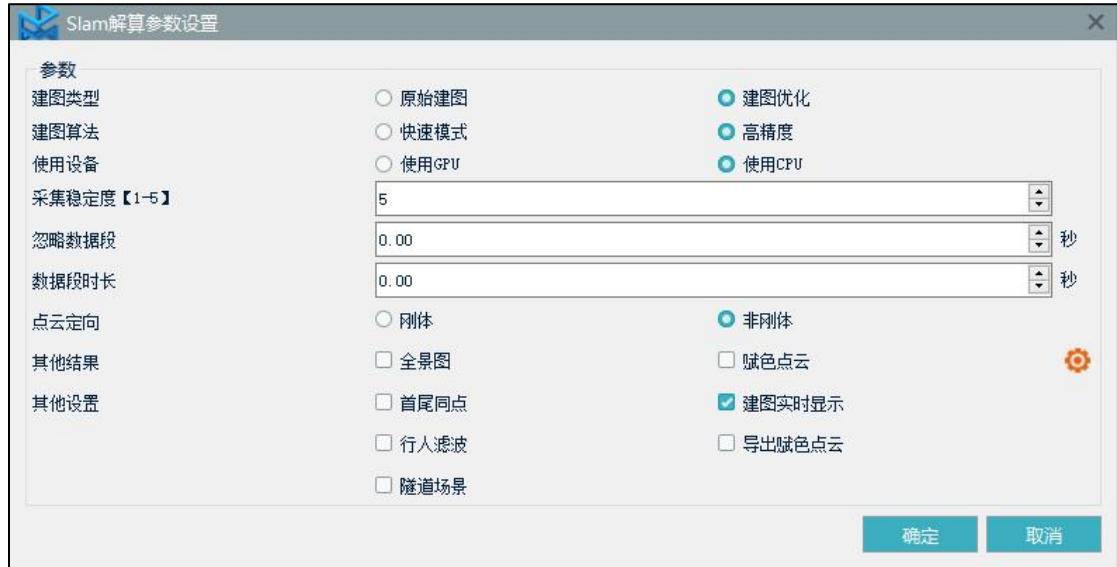 Slam解算参数设置
参数
建图类型 原始建图 建图优化
建图算法 快速模式 高精度
使用设备 使用GPU 使用CPU
采集稳定度【1-5】 5
忽略数据段 0.00 秒
数据段时长 0.00 秒
点云定向 刚体 非刚体
其他结果 全景图 赋色点云
其他设置 首尾同点 建图实时显示
行人滤波 导出赋色点云
隧道场景
确定 取消